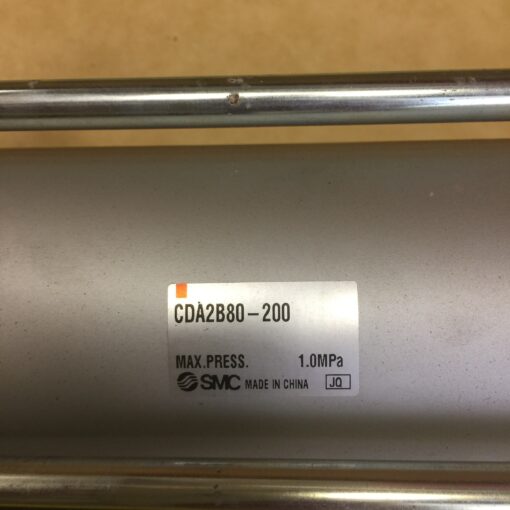 CDA2B80-200
MAX.PRESS. 1.0MPa
SMC MADE IN CHINA JQ